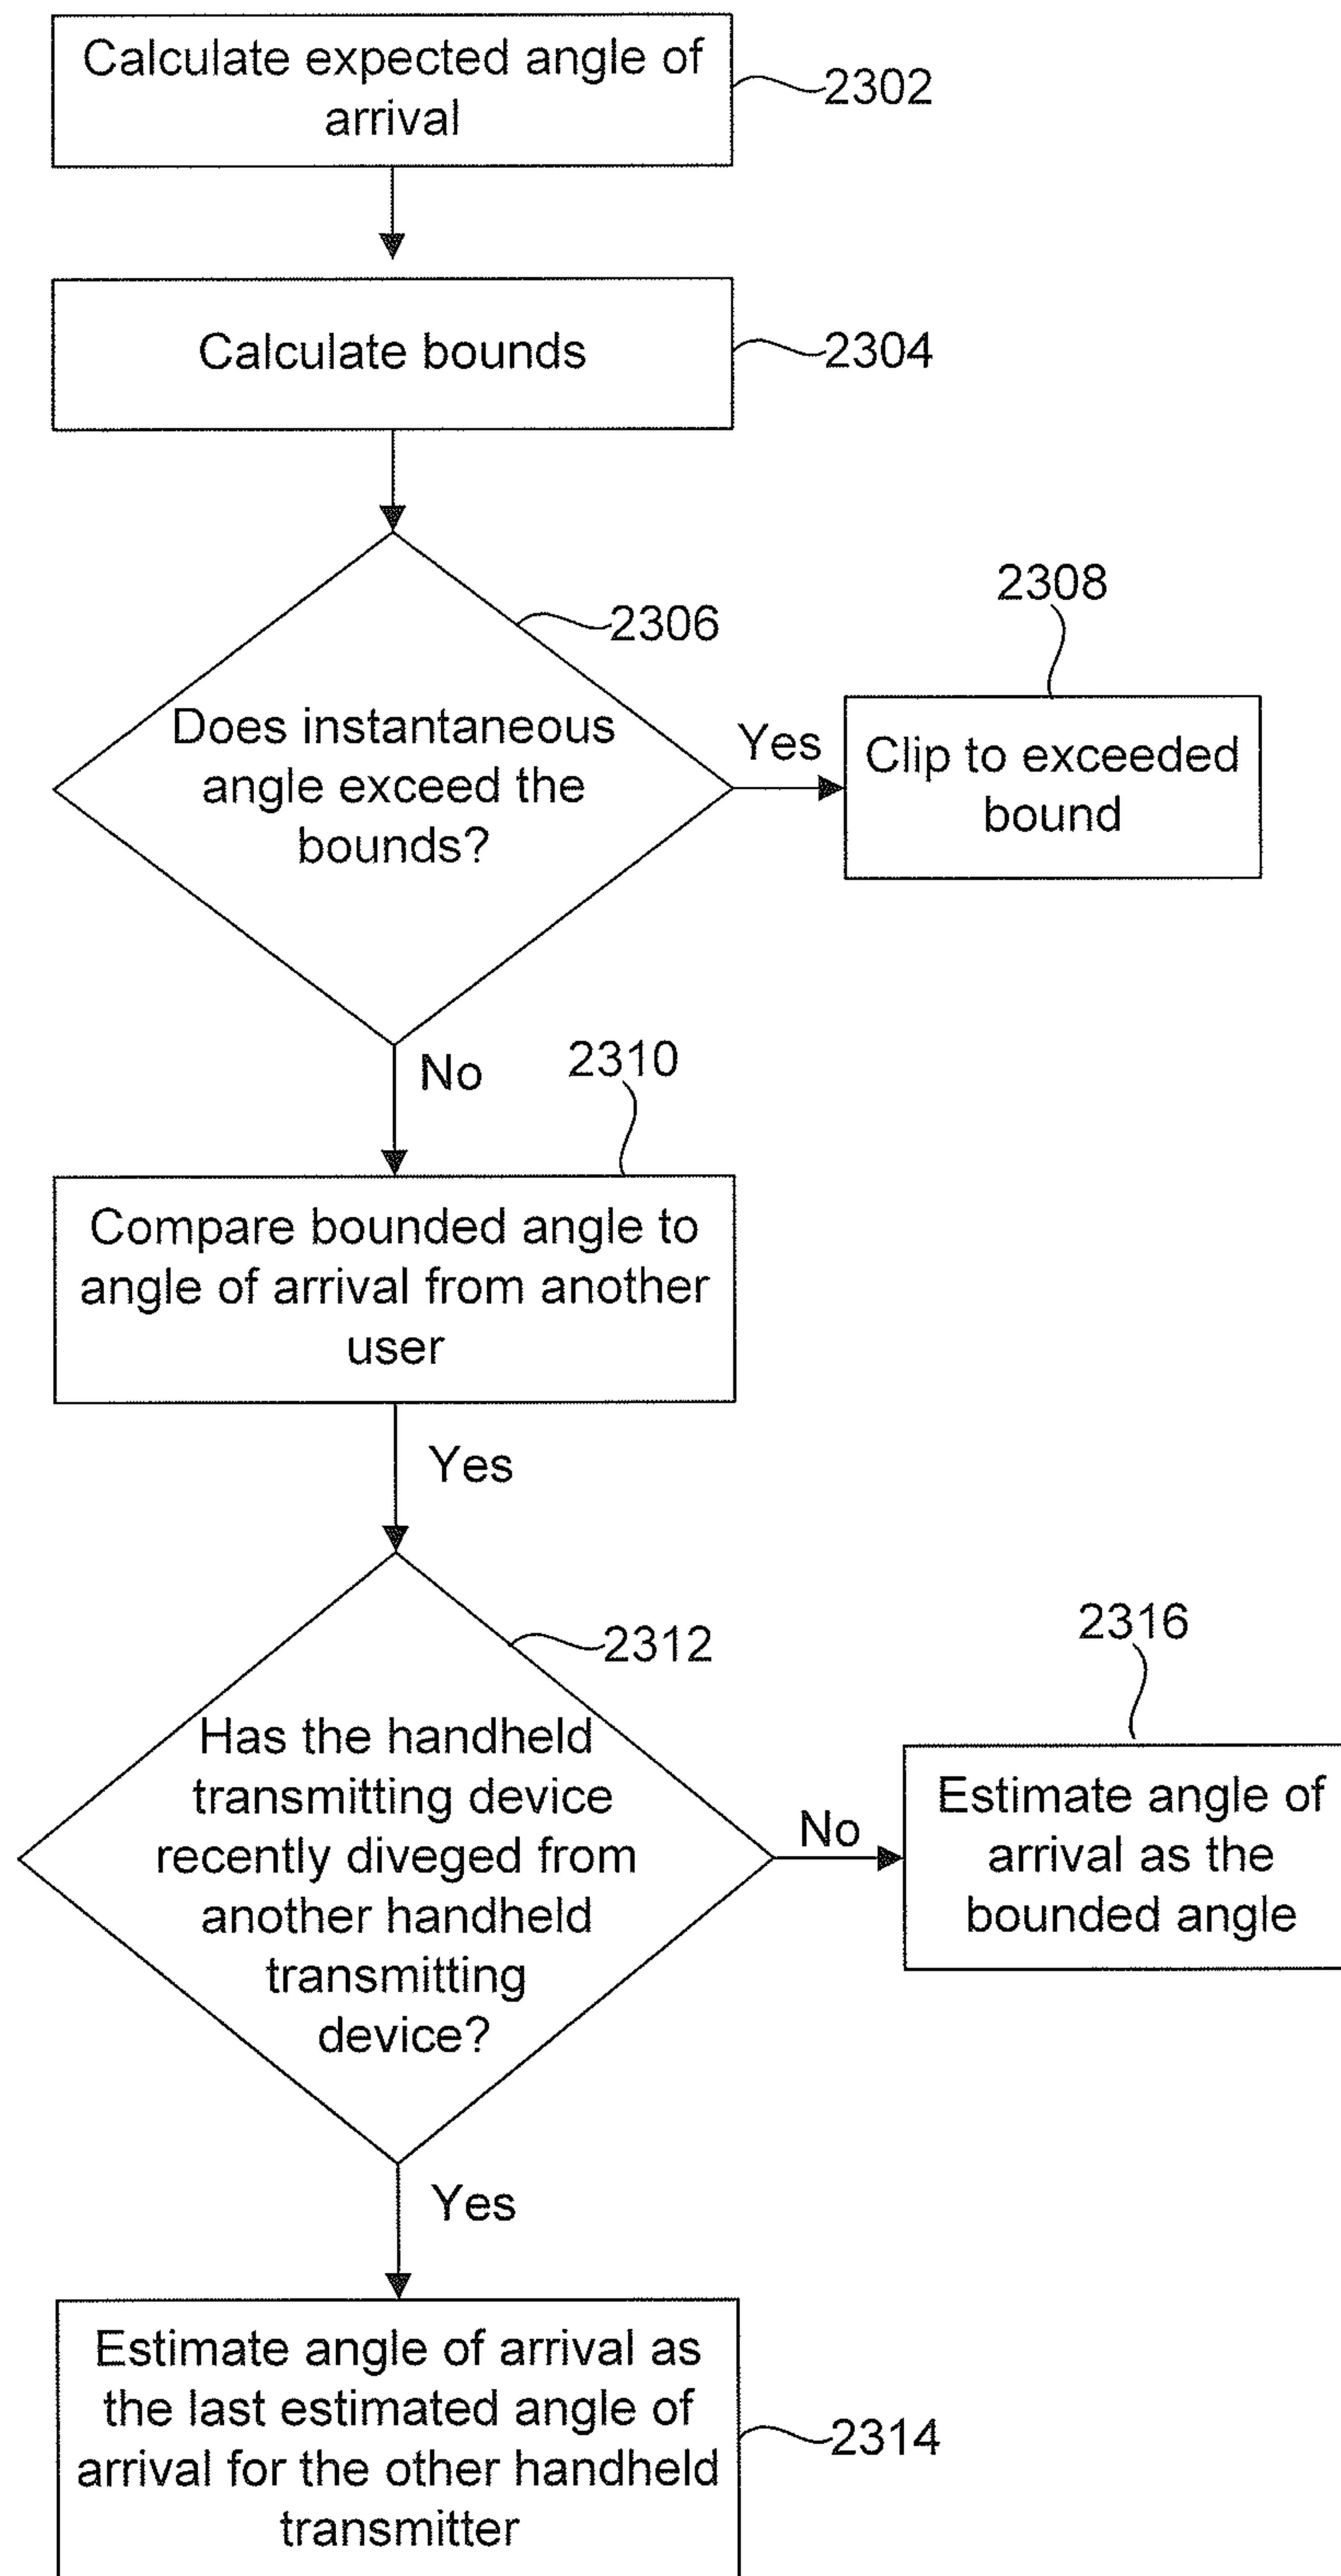 Calculate expected angle of
arrival
2302
Calculate bounds
2304
2306
2308
Does instantaneous
angle exceed the
bounds?
Yes
Clip to exceeded
bound
No
2310
Compare bounded angle to
angle of arrival from another
user
Yes
2312
2316
Has the handheld
transmitting device
recently diveged from
another handheld
transmitting
device?
No
Estimate angle of
arrival as the
bounded angle
Yes
Estimate angle of arrival as
the last estimated angle of
arrival for the other handheld
transmitter
2314